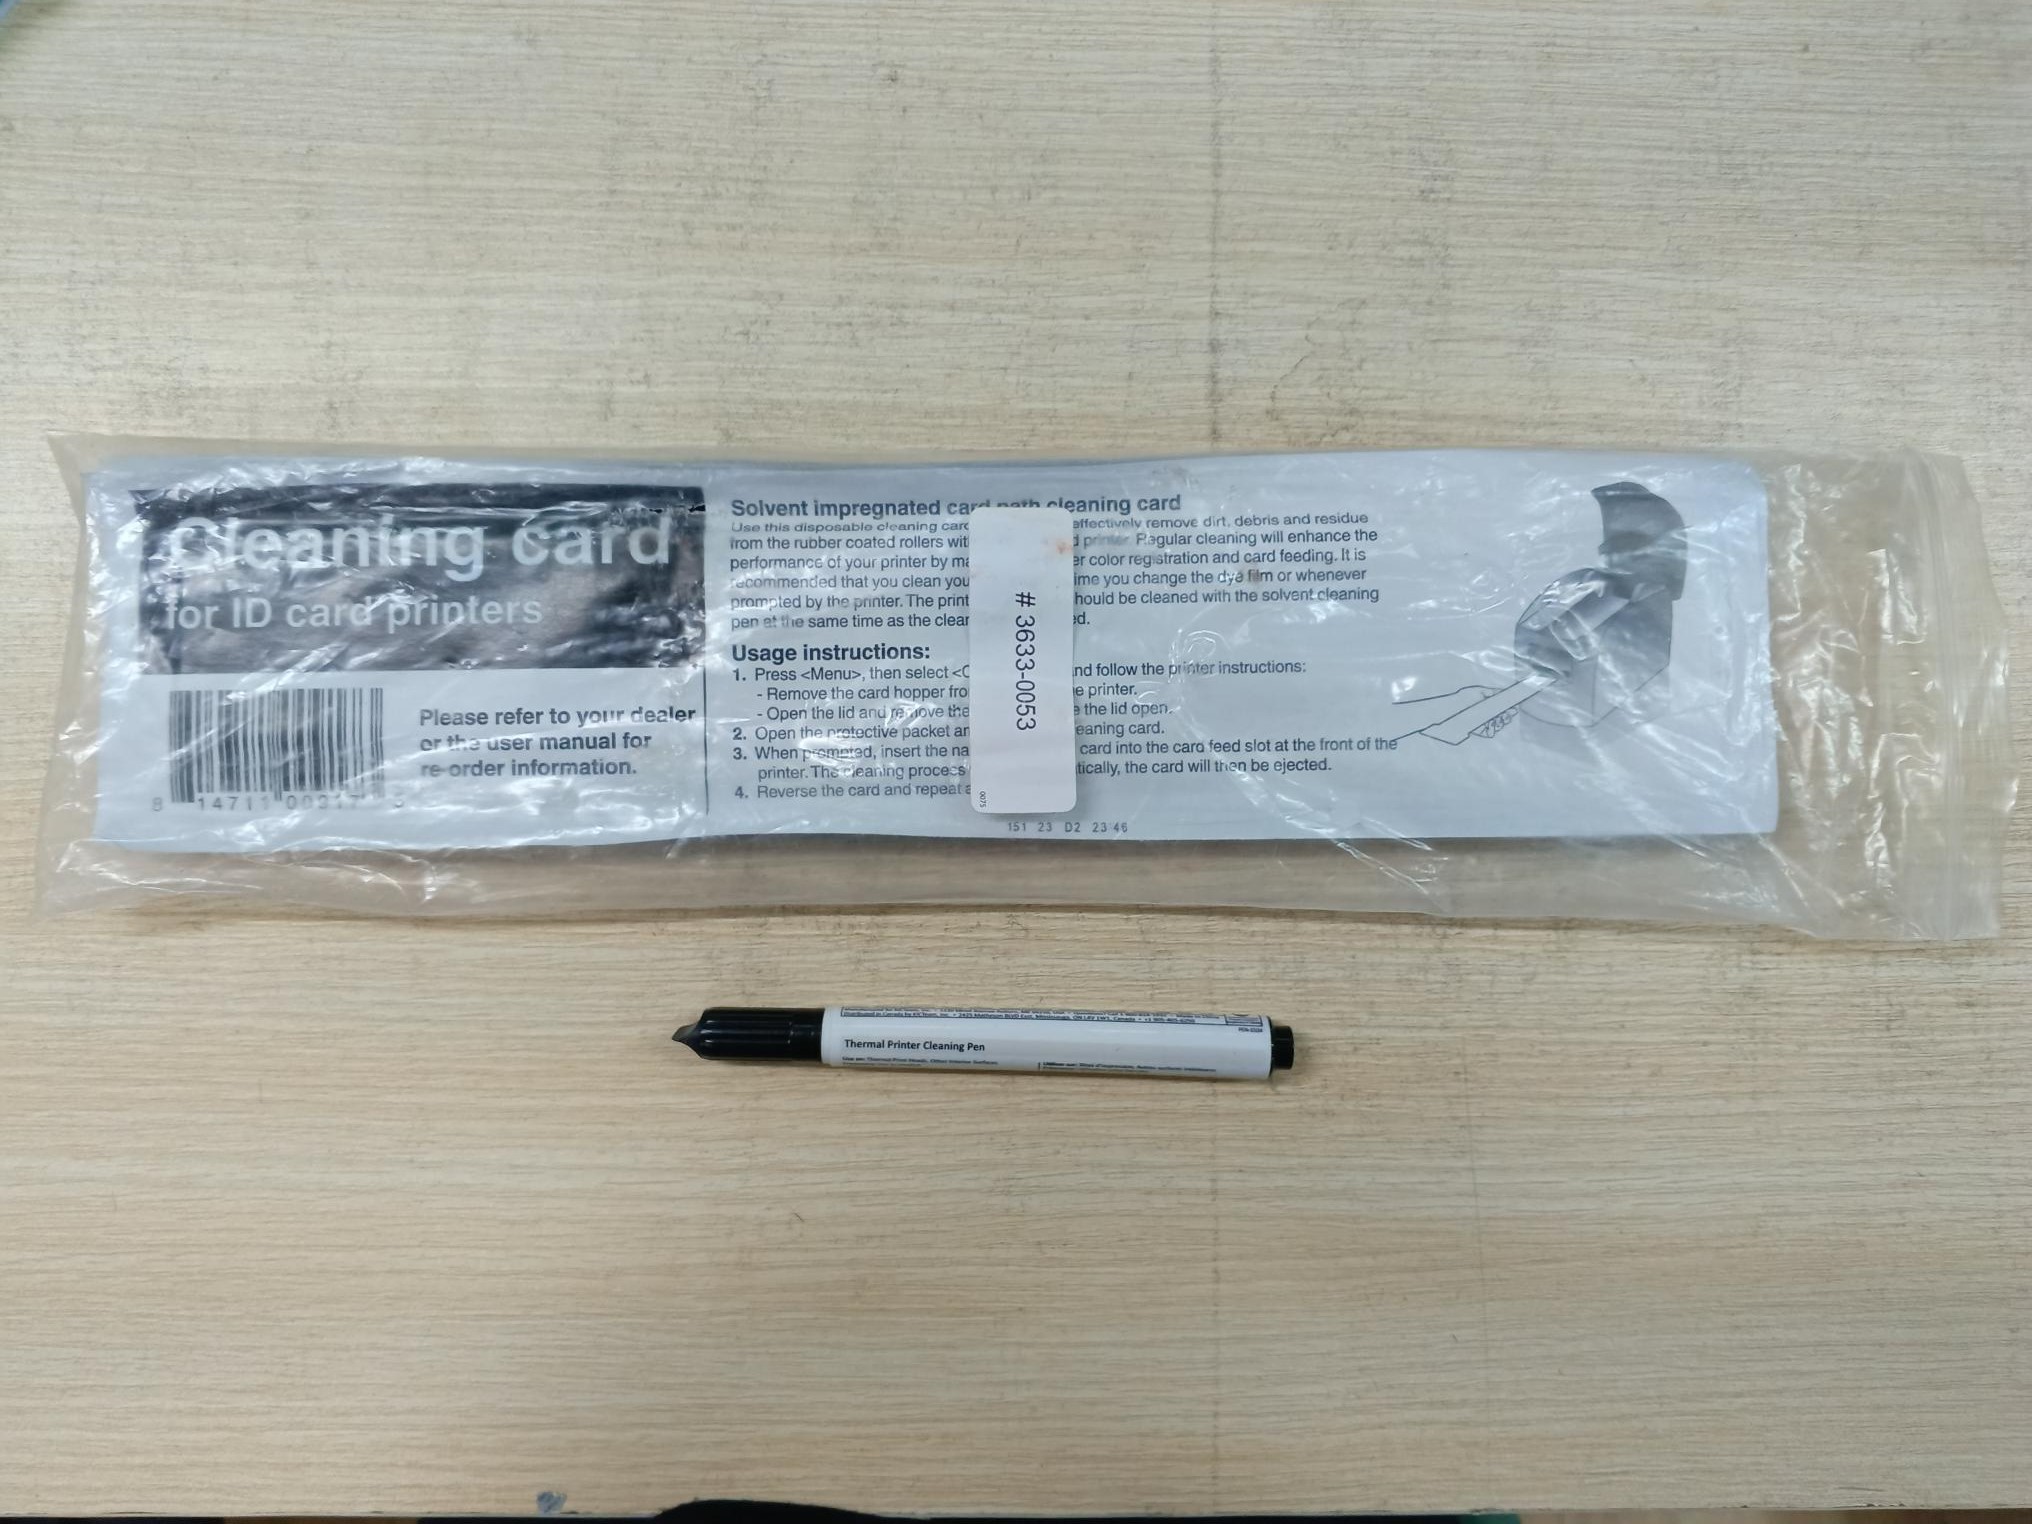 Cleaning card
for ID card printers
8 14711 00317
Please refer to your dealer
or the user manual for
re-order information.
Solvent impregnated card path cleaning card
Use this disposable cleaning card effectively remove dirt, debris and residue
from the rubber coated rollers printer. Regular cleaning will enhance the
performance of your printer by color registration and card feeding. It is
recommended that you clean you change the dye film or whenever
prompted by the printer. The should be cleaned with the solvent cleaning
pen at the same time as the
Usage instructions:
1. Press <Menu>, then select and follow the printer instructions:
- Remove the card hopper printer.
- Open the lid and remove the the lid open.
2. Open the protective packet card.
3. When prompted, insert the card into the card feed slot at the front of the
printer. The cleaning process the card will then be ejected.
4. Reverse the card and repeat
# 3633-0053
0075
151 23 D2 23 46
Thermal Printer Cleaning Pen